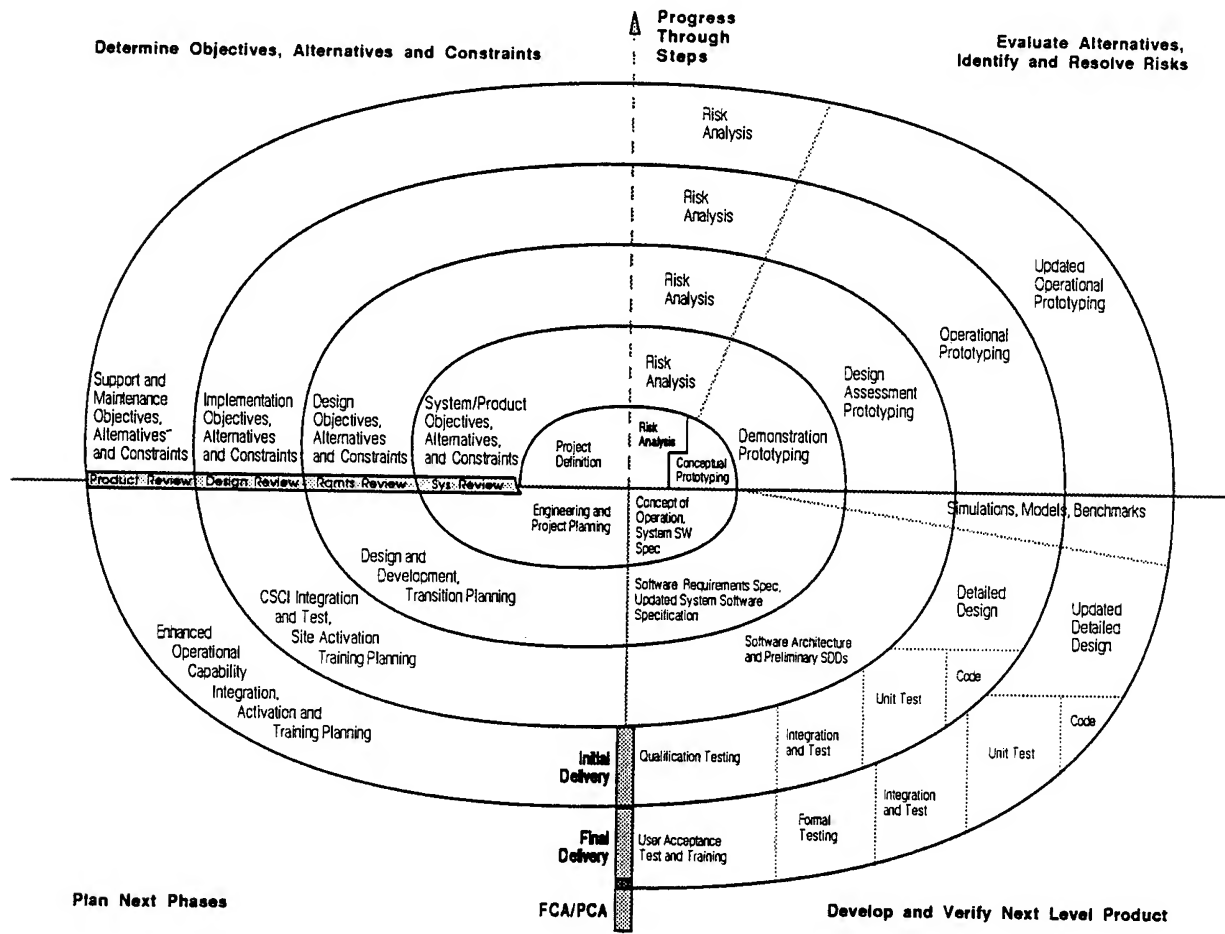 Progress
Through
Steps
Determine Objectives, Alternatives and Constraints
Evaluate Alternatives,
Identify and Resolve Risks
Risk
Analysis
Risk
Analysis
Risk
Analysis
Risk
Analysis
Risk
Analysis
Updated
Operational
Prototyping
Operational
Prototyping
Design
Assessment
Prototyping
Demonstration
Prototyping
Conceptual
Prototyping
Support and
Maintenance
Objectives,
Alternatives
and Constraints
Implementation
Objectives,
Alternatives
and Constraints
Design
Objectives,
Alternatives
and Constraints
System/Product
Objectives,
Alternatives,
and Constraints
Project
Definition
Product Review
Design Review
Rqmts Review
Sys Review
Simulations, Models, Benchmarks
Engineering and
Project Planning
Concept of
Operation,
System SW
Spec
Design and
Development,
Transition Planning
Software Requirements Spec,
Updated System Software
Specification
CSCI Integration
and Test,
Site Activation
Training Planning
Software Architecture
and Preliminary SDDs
Detailed
Design
Updated
Detailed
Design
Enhanced
Operational
Capability
Integration,
Activation and
Training Planning
Code
Unit Test
Integration
and Test
Qualification Testing
Initial
Delivery
Code
Unit Test
Integration
and Test
Formal
Testing
User Acceptance
Test and Training
Final
Delivery
FCA/PCA
Plan Next Phases
Develop and Verify Next Level Product